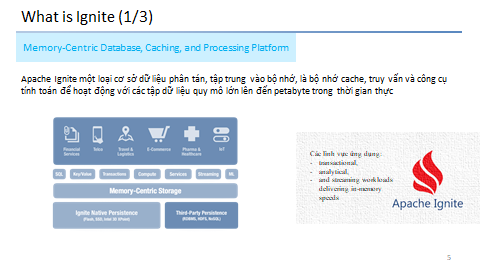 What is Ignite (1/3)
Memory-Centric Database, Caching, and Processing Platform
Apache Ignite một loại cơ sở dữ liệu phân tán, tập trung vào bộ nhớ, là bộ nhớ cache, truy vấn và công cụ
tính toán để hoạt động với các tập dữ liệu quy mô lớn lên đến petabyte trong thời gian thực
Financial Services
Telco
Travel & Logistics
E-Commerce
Pharma & Healthcare
IoT
SQL Key/Value Transactions Compute Services Streaming ML
Memory-Centric Storage
Ignite Native Persistence
Third-Party Persistence
(RDBMS, HDFS, NoSQL)
Các lĩnh vực ứng dụng:
- transactional,
- analytical,
- and streaming workloads
delivering in-memory
speeds
Apache Ignite
5